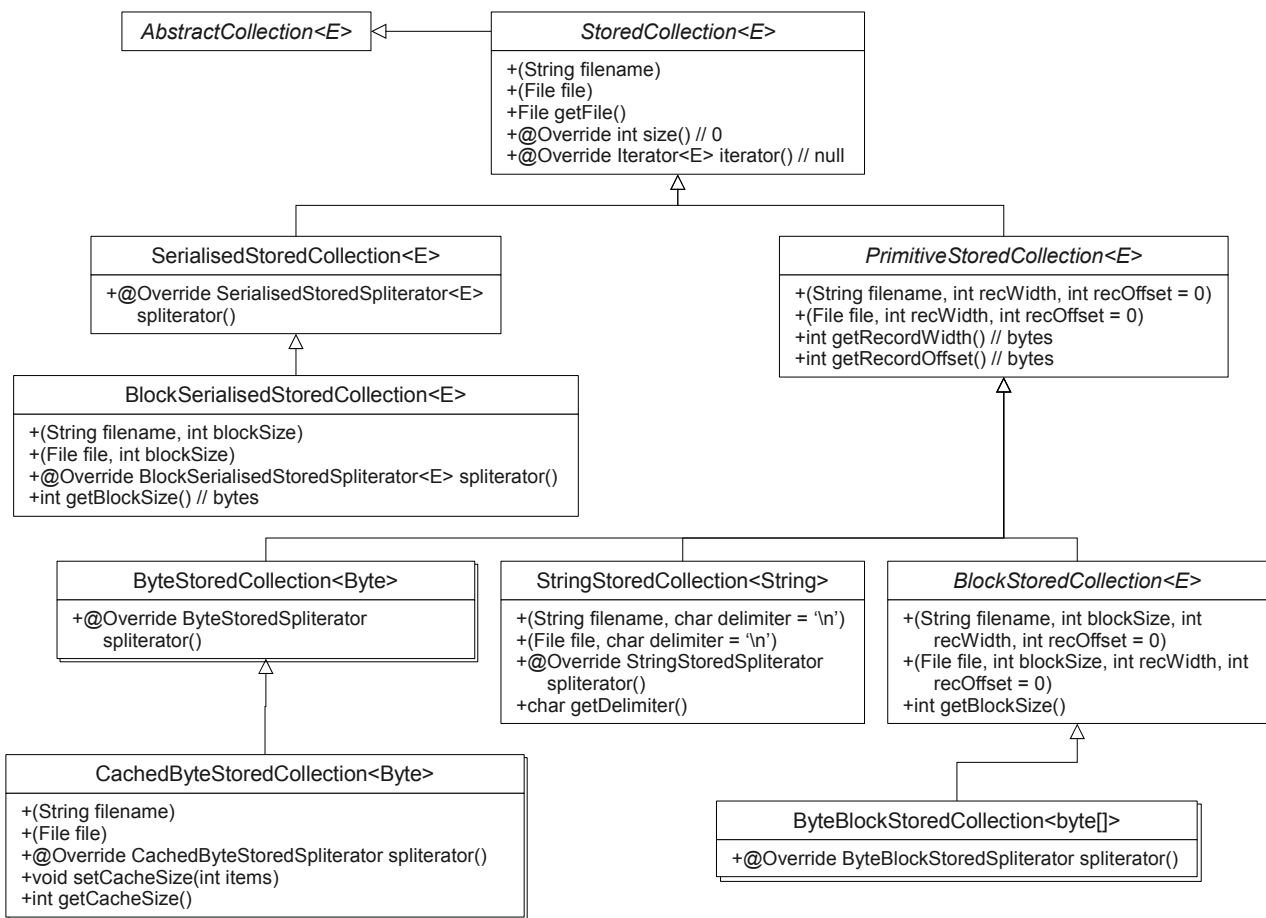 AbstractCollection<E>
StoredCollection<E>
+(String filename)
+(File file)
+File getFile()
+@Override int size() // 0
+@Override Iterator<E> iterator() // null
SerialisedStoredCollection<E>
+@Override SerialisedStoredSpliterator<E>
spliterator()
PrimitiveStoredCollection<E>
+(String filename, int recWidth, int recOffset = 0)
+(File file, int recWidth, int recOffset = 0)
+int getRecordWidth() // bytes
+int getRecordOffset() // bytes
BlockSerialisedStoredCollection<E>
+(String filename, int blockSize)
+(File file, int blockSize)
+@Override BlockSerialisedStoredSpliterator<E> spliterator()
+int getBlockSize() // bytes
ByteStoredCollection<Byte>
+@Override ByteStoredSpliterator
spliterator()
StringStoredCollection<String>
+(String filename, char delimiter = ‘\n’)
+(File file, char delimiter = ‘\n’)
+@Override StringStoredSpliterator
spliterator()
+char getDelimiter()
BlockStoredCollection<E>
+(String filename, int blockSize, int
recWidth, int recOffset = 0)
+(File file, int blockSize, int recWidth, int
recOffset = 0)
+int getBlockSize()
CachedByteStoredCollection<Byte>
+(String filename)
+(File file)
+@Override CachedByteStoredSpliterator spliterator()
+void setCacheSize(int items)
+int getCacheSize()
ByteBlockStoredCollection<byte[]>
+@Override ByteBlockStoredSpliterator spliterator()